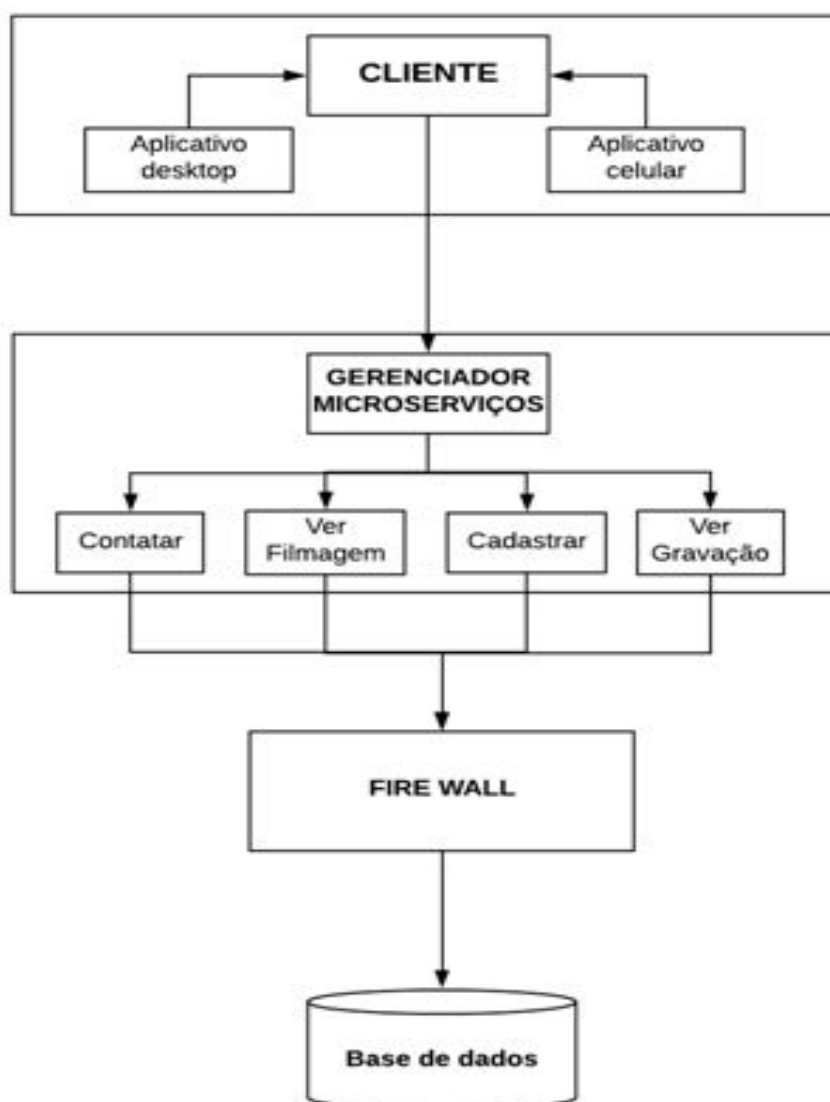 CLIENTE
Aplicativo
desktop
Aplicativo
celular
GERENCIADOR
MICROSERVIÇOS
Contatar
Ver
Filmagem
Cadastrar
Ver
Gravação
FIRE WALL
Base de dados